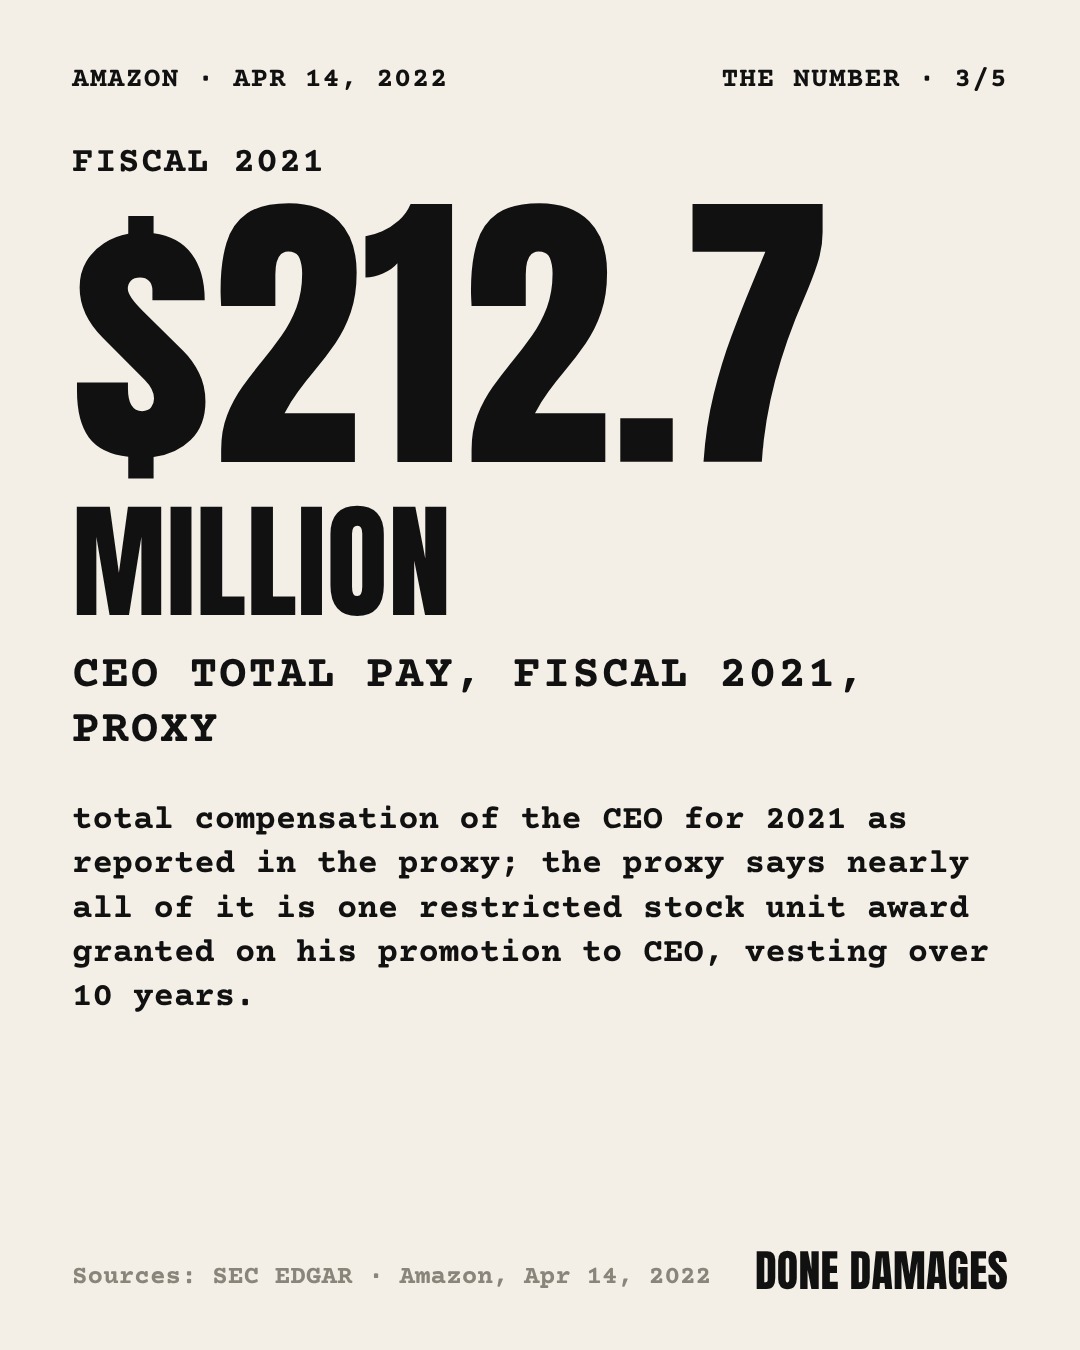 AMAZON · APR 14, 2022
THE NUMBER · 3/5
FISCAL 2021
$212.7
MILLION
CEO TOTAL PAY, FISCAL 2021,
PROXY
total compensation of the CEO for 2021 as
reported in the proxy; the proxy says nearly
all of it is one restricted stock unit award
granted on his promotion to CEO, vesting over
10 years.
Sources: SEC EDGAR · Amazon, Apr 14, 2022
DONE DAMAGES